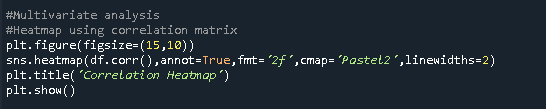 #Multivariate analysis
#Heatmap using correlation matrix
plt.figure(figsize=(15,10))
sns.heatmap(df.corr(),annot=True,fmt='2f',cmap='Pastel2',linewidths=2)
plt.title('Correlation Heatmap')
plt.show()